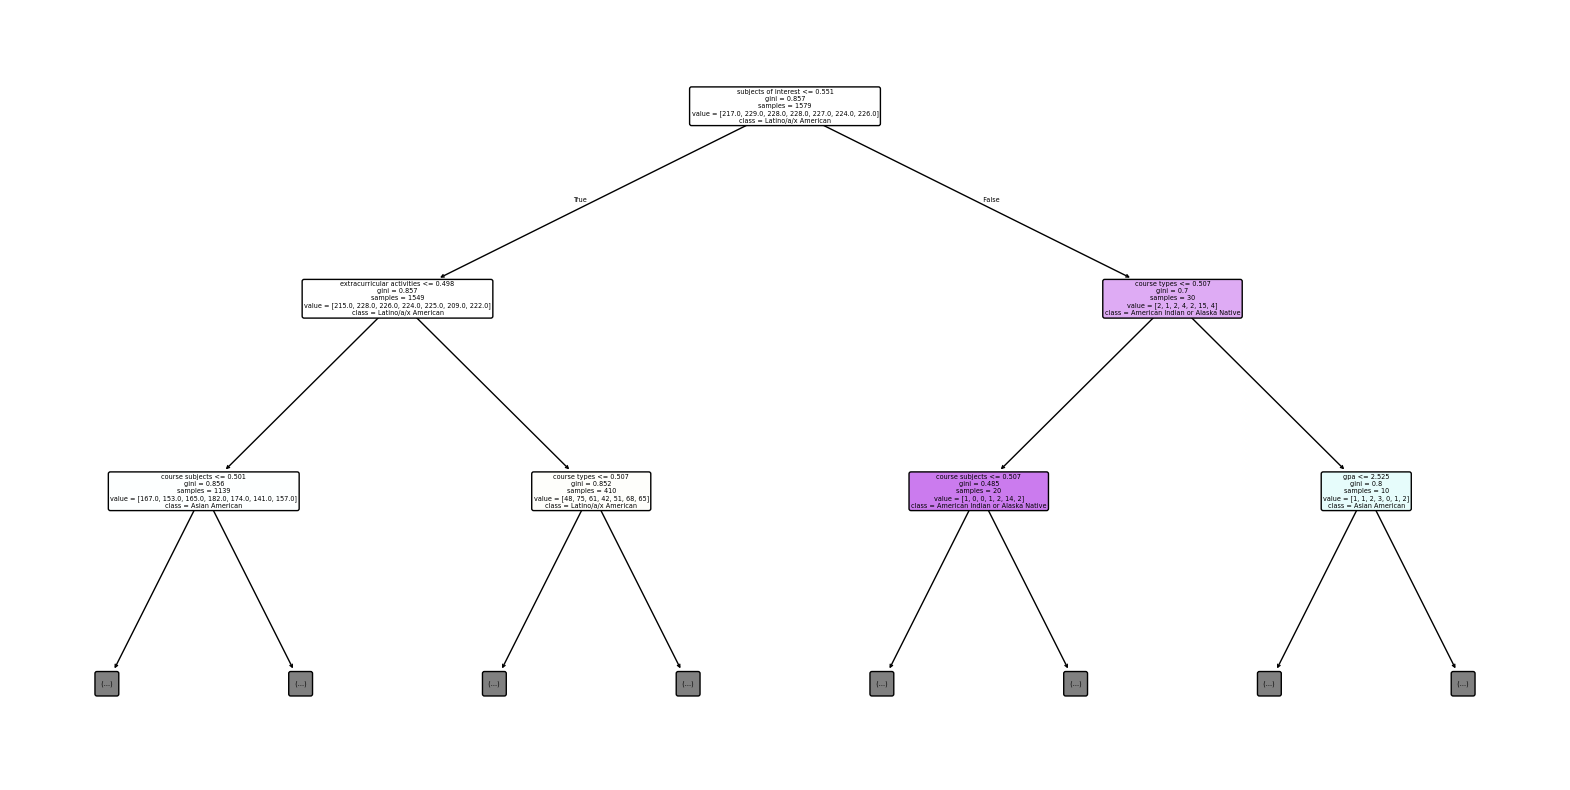 subjects of interest <= 0.551
gini = 0.857
samples = 1579
value = [217.0, 229.0, 228.0, 228.0, 227.0, 224.0, 226.0]
class = Latino/a/x American
True
False
extracurricular activities <= 0.498
gini = 0.857
samples = 1549
value = [215.0, 228.0, 226.0, 224.0, 225.0, 209.0, 222.0]
class = Latino/a/x American
course types <= 0.507
gini = 0.7
samples = 30
value = [2, 1, 2, 4, 2, 15, 4]
class = American Indian or Alaska Native
course subjects <= 0.501
gini = 0.856
samples = 1139
value = [167.0, 153.0, 165.0, 182.0, 174.0, 141.0, 157.0]
class = Asian American
course types <= 0.507
gini = 0.852
samples = 410
value = [48, 75, 61, 42, 51, 68, 65]
class = Latino/a/x American
course subjects <= 0.507
gini = 0.485
samples = 20
value = [1, 0, 0, 1, 2, 14, 2]
class = American Indian or Alaska Native
gpa <= 2.525
gini = 0.8
samples = 10
value = [1, 1, 2, 3, 0, 1, 2]
class = Asian American
(...)
(...)
(...)
(...)
(...)
(...)
(...)
(...)